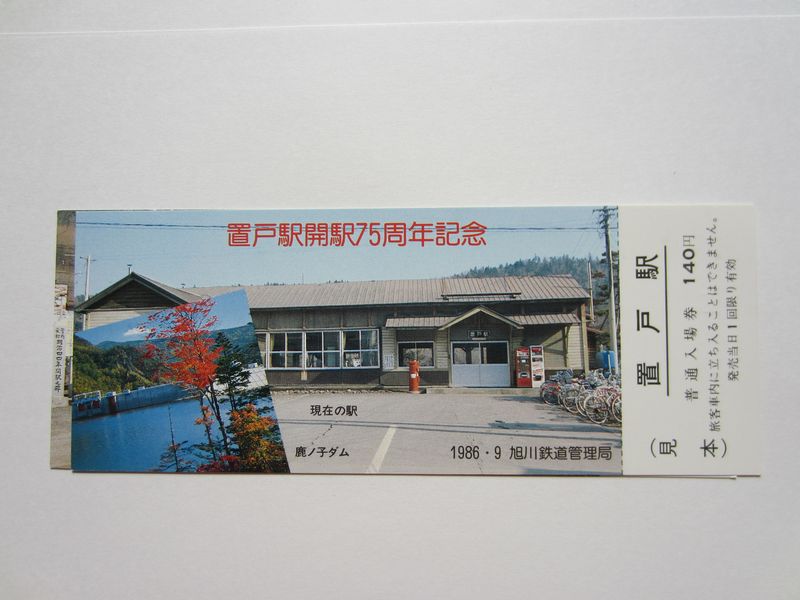 置戸駅開駅75周年記念
現在の駅
鹿ノ子ダム
1986・9 旭川鉄道管理局
置戸駅
普通入場券 140円
旅客車内に立ち入ることはできません。
発売当日1回限り有効
(見本)